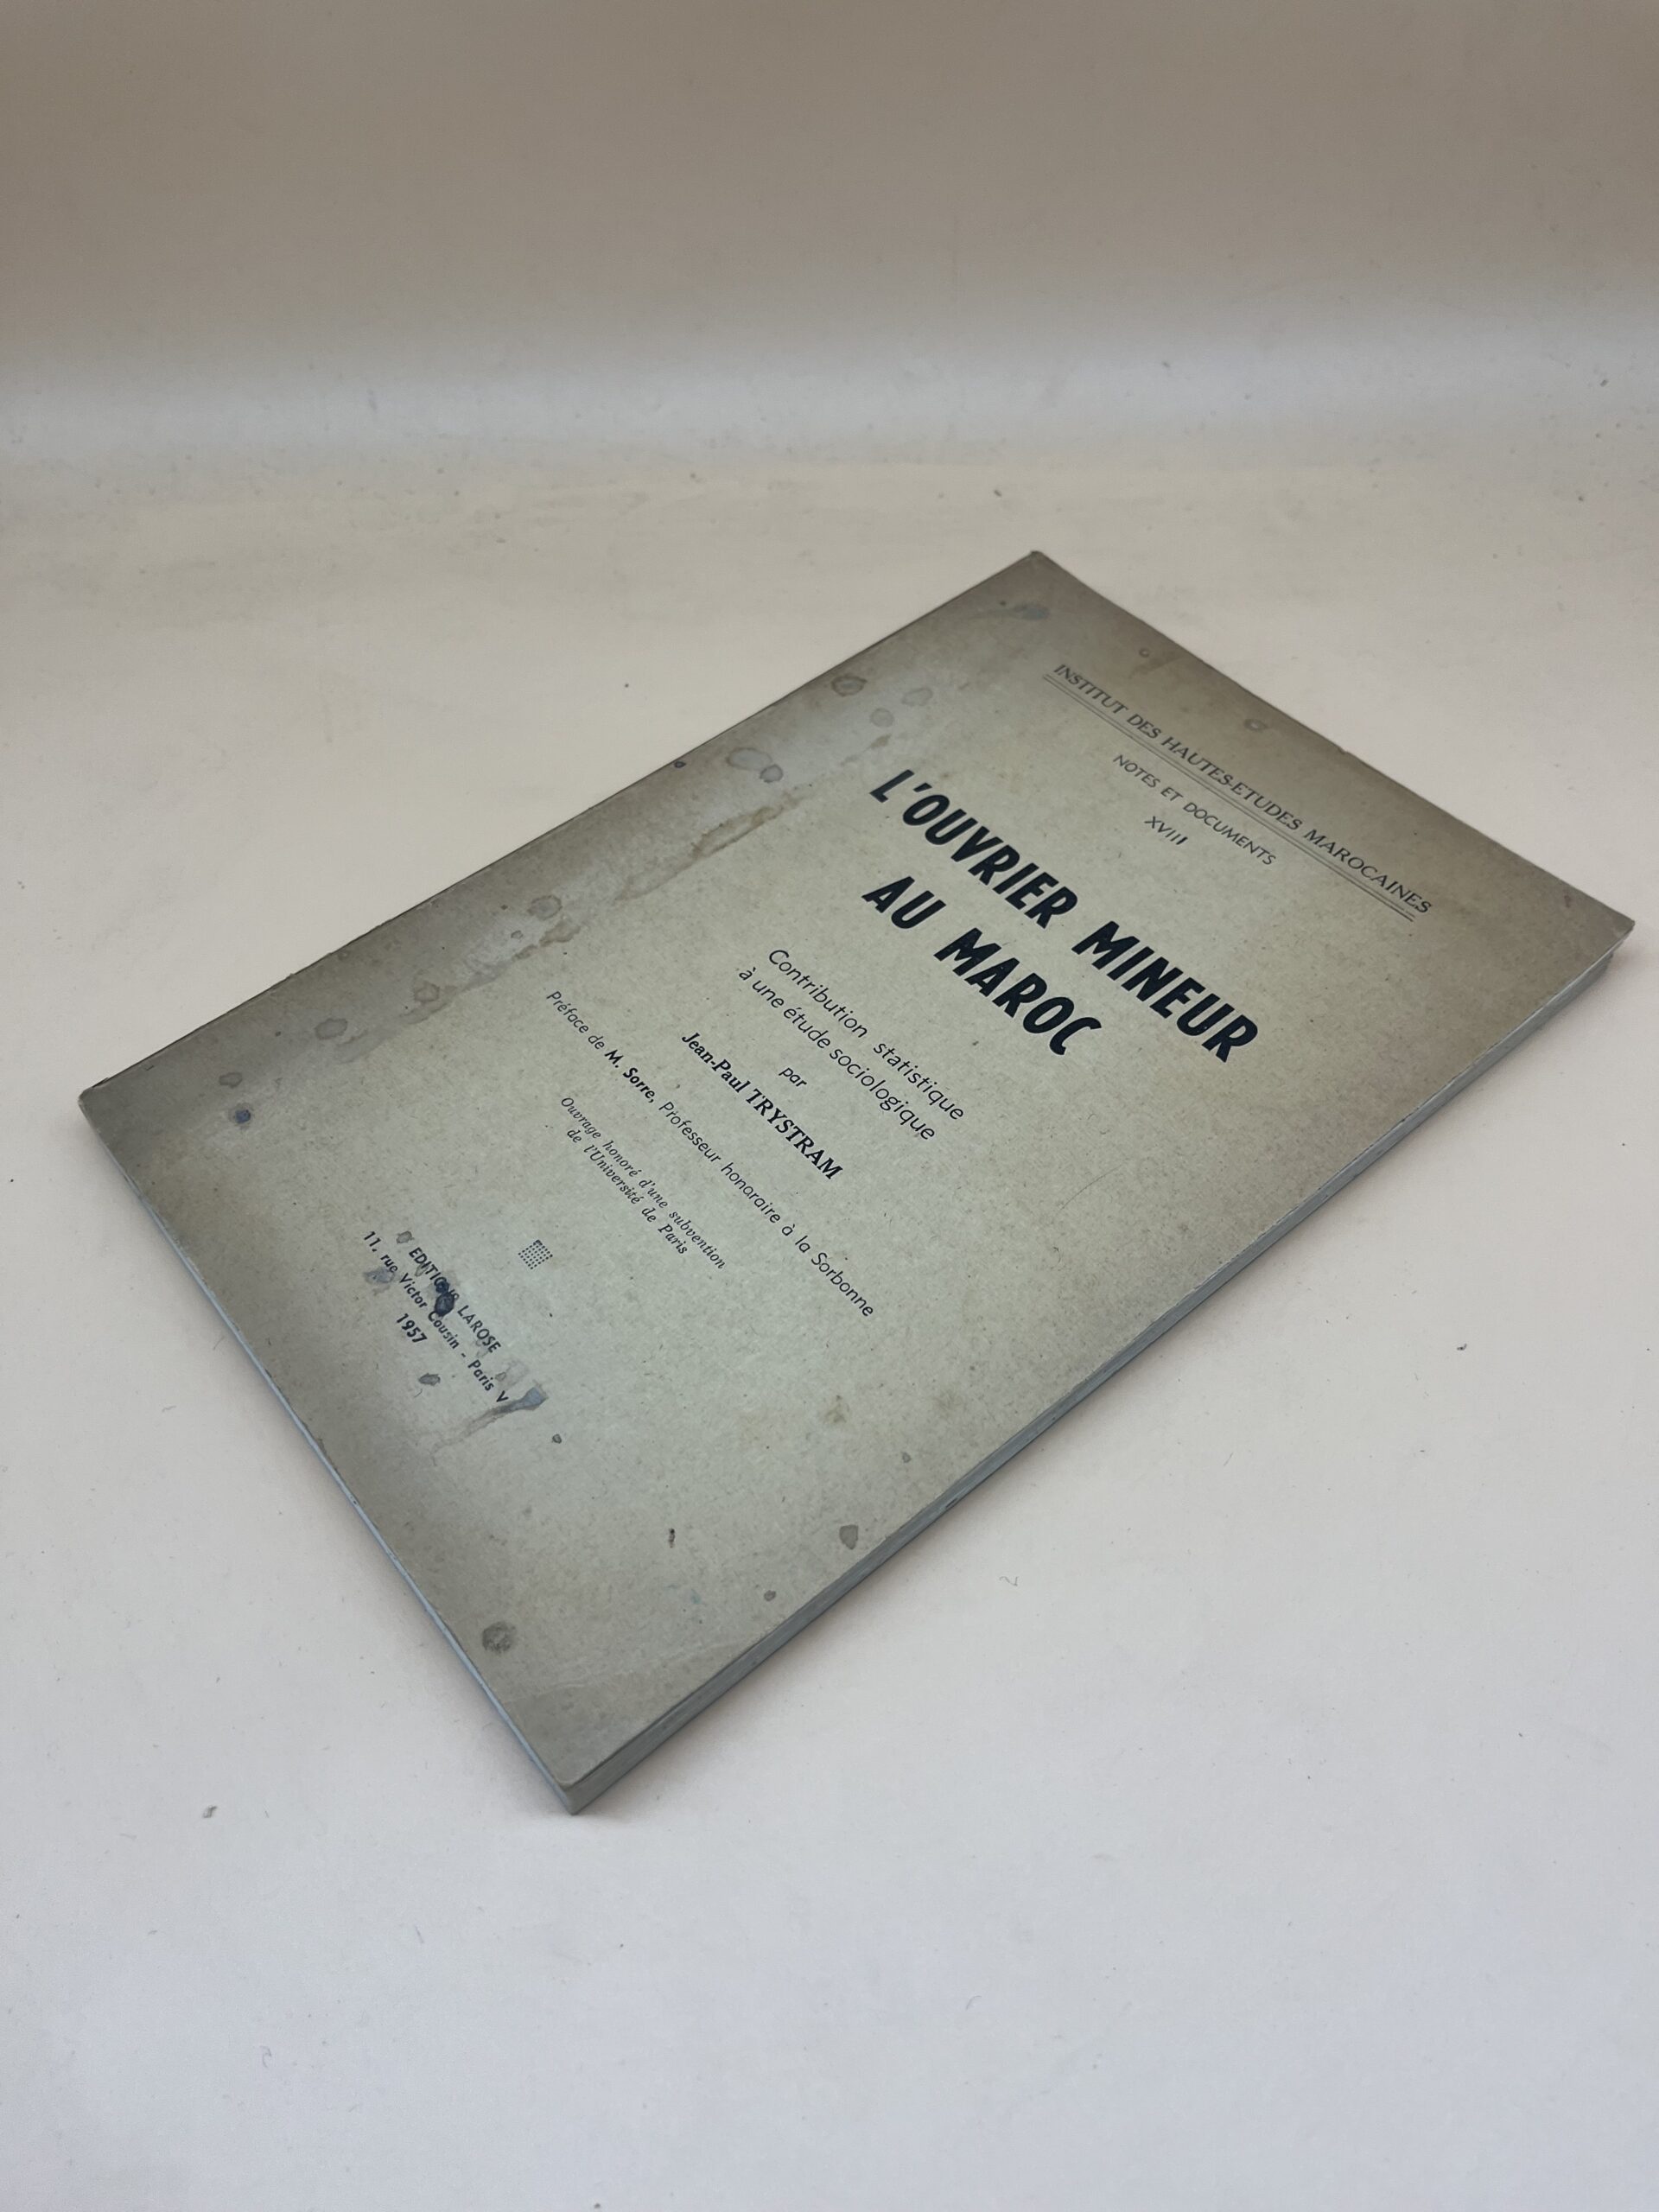 INSTITUT DES HAUTES-ETUDES MAROCAINES
NOTES ET DOCUMENTS
XVIII
L'OUVRIER MINEUR
AU MAROC
Contribution statistique
à une étude sociologique
par
Jean-Paul TRYSTRAM
Préface de M. Sorre, Professeur honoraire à la Sorbonne
Ouvrage honoré d'une subvention
de l'Université de Paris
EDITIONS LAROSE
11, rue Victor Cousin - Paris V
1957